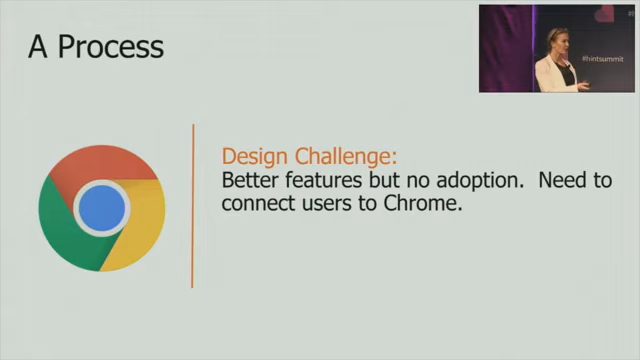 A Process
#hintsummit
Design Challenge:
Better features but no adoption.  Need to
connect users to Chrome.